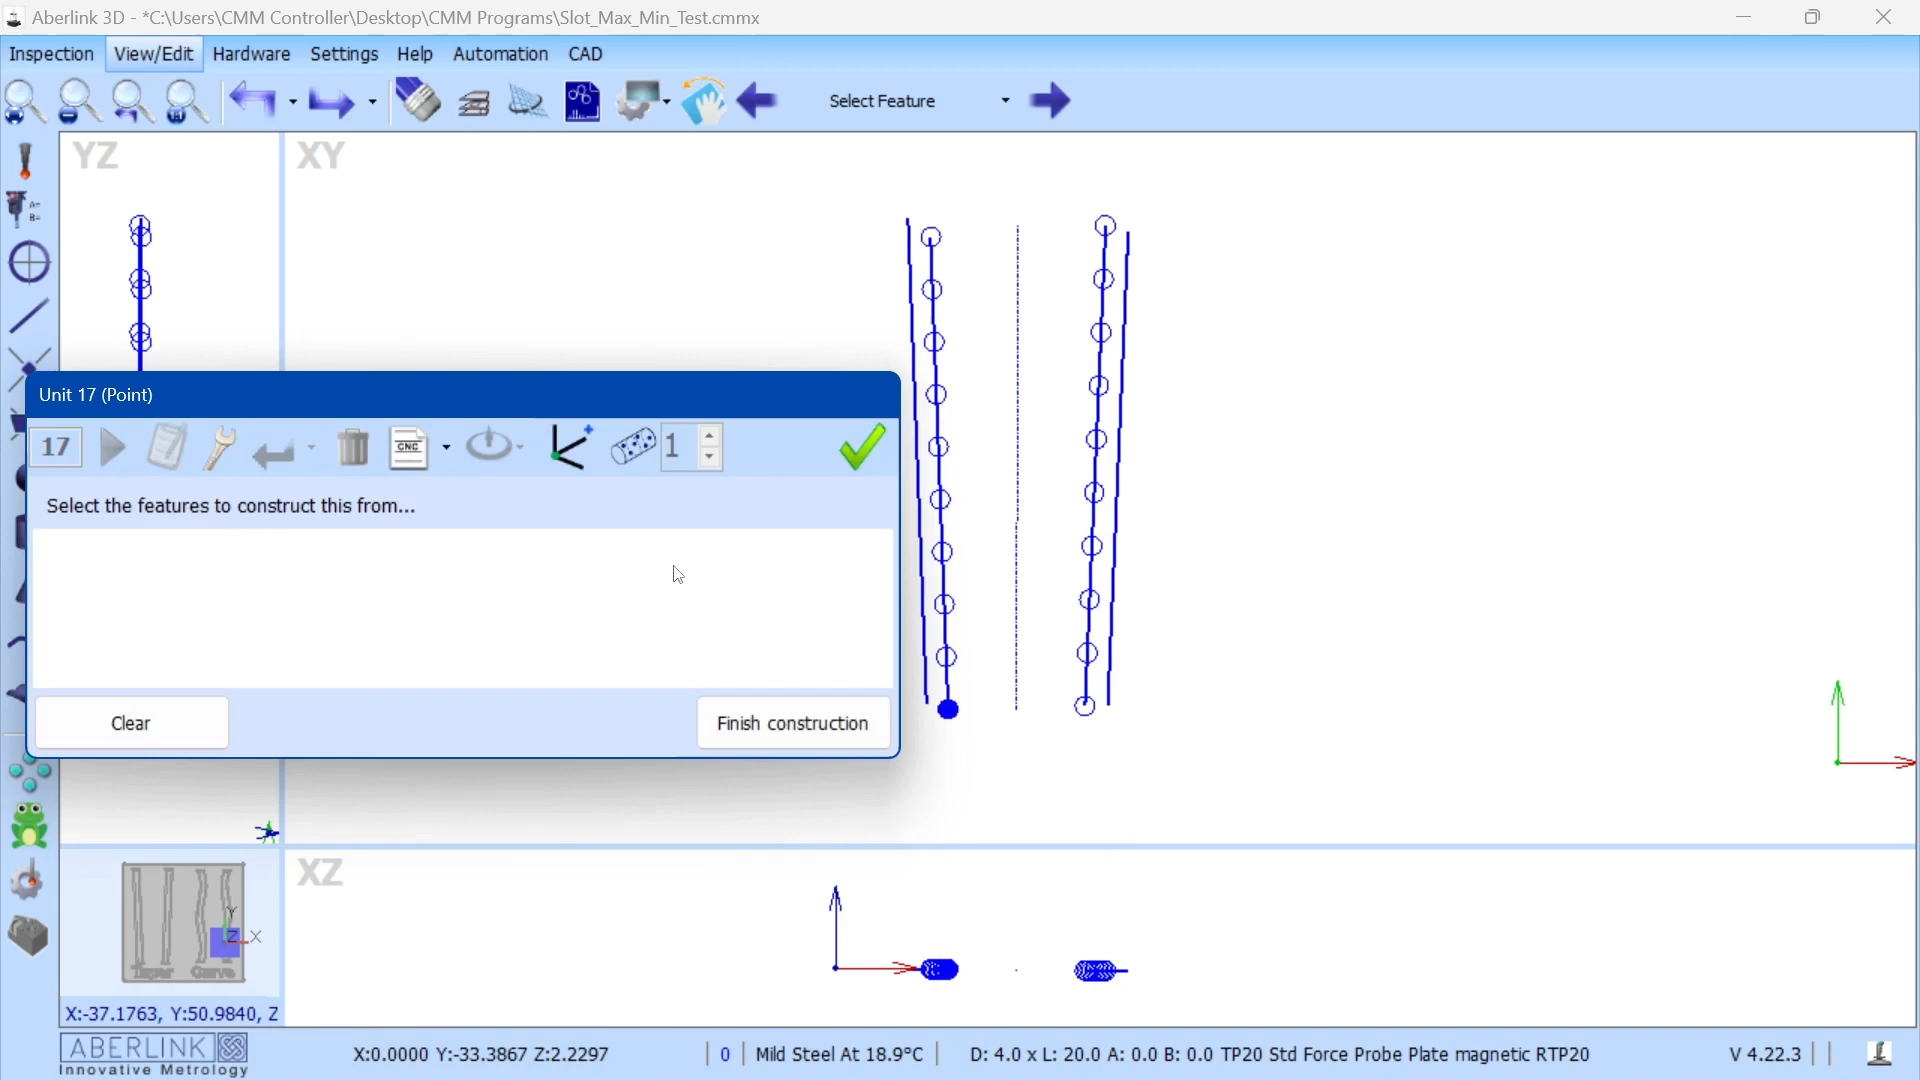 Aberlink 3D - *C:\Users\CMM Controller\Desktop\CMM Programs\Slot_Max_Min_Test.cmmx
Inspection View/Edit Hardware Settings Help Automation CAD
Select Feature
A=
B=
YZ
XY
Unit 17 (Point)
17
CNC
1
Select the features to construct this from...
Clear
Finish construction
XZ
Y
Z X
Taper Curve
X:-37.1763, Y:50.9840, Z
ABERLINK
Innovative Metrology
X:0.0000 Y:-33.3867 Z:2.2297
0
Mild Steel At 18.9°C
D: 4.0 x L: 20.0 A: 0.0 B: 0.0 TP20 Std Force Probe Plate magnetic RTP20
V 4.22.3